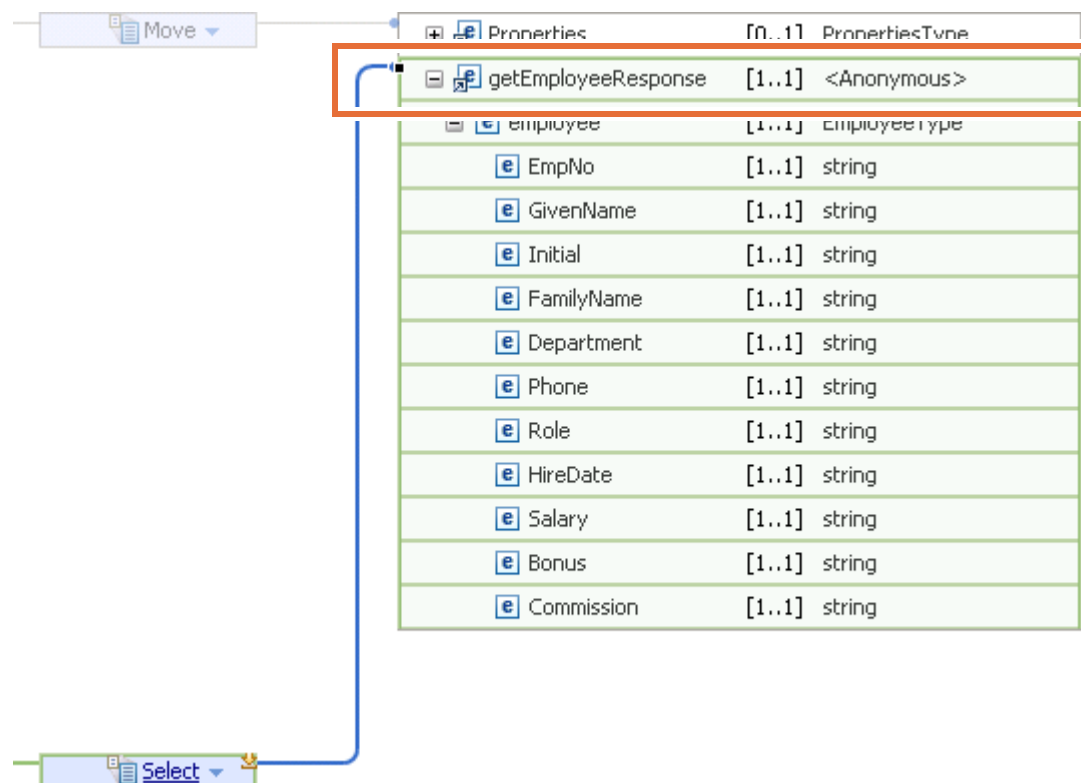 Move
Properties [0..1] PropertiesType
getEmployeeResponse [1..1] <Anonymous>
employee [1..1] EmployeeType
EmpNo [1..1] string
GivenName [1..1] string
Initial [1..1] string
FamilyName [1..1] string
Department [1..1] string
Phone [1..1] string
Role [1..1] string
HireDate [1..1] string
Salary [1..1] string
Bonus [1..1] string
Commission [1..1] string
Select